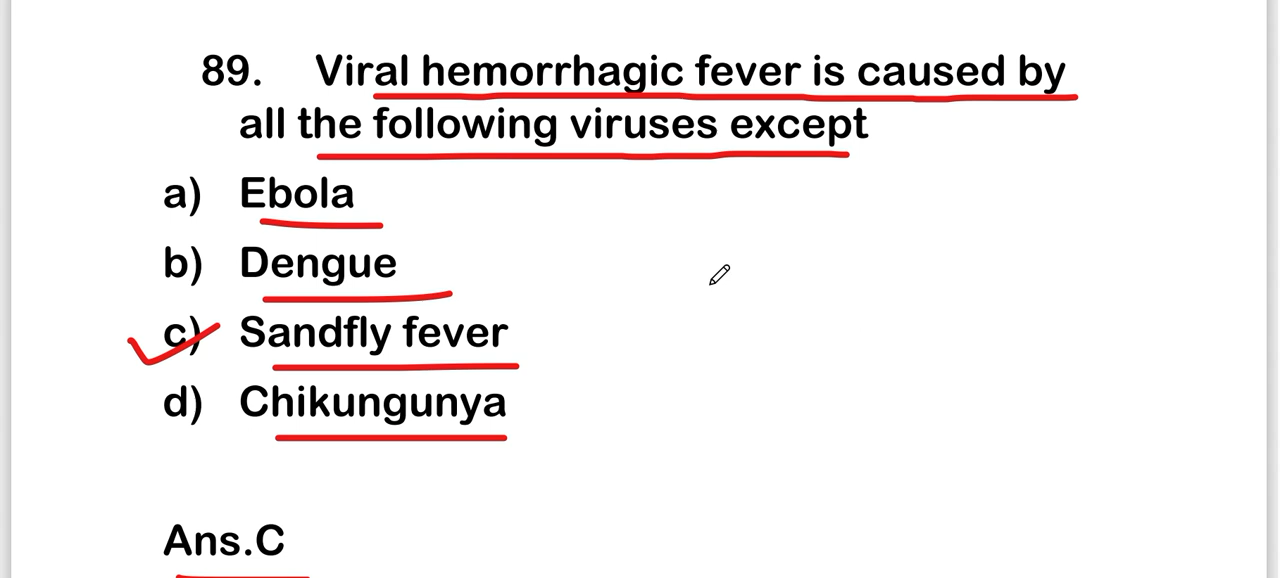 89. Viral hemorrhagic fever is caused by
all the following viruses except
a) Ebola
b) Dengue
c) Sandfly fever
d) Chikungunya
Ans.C